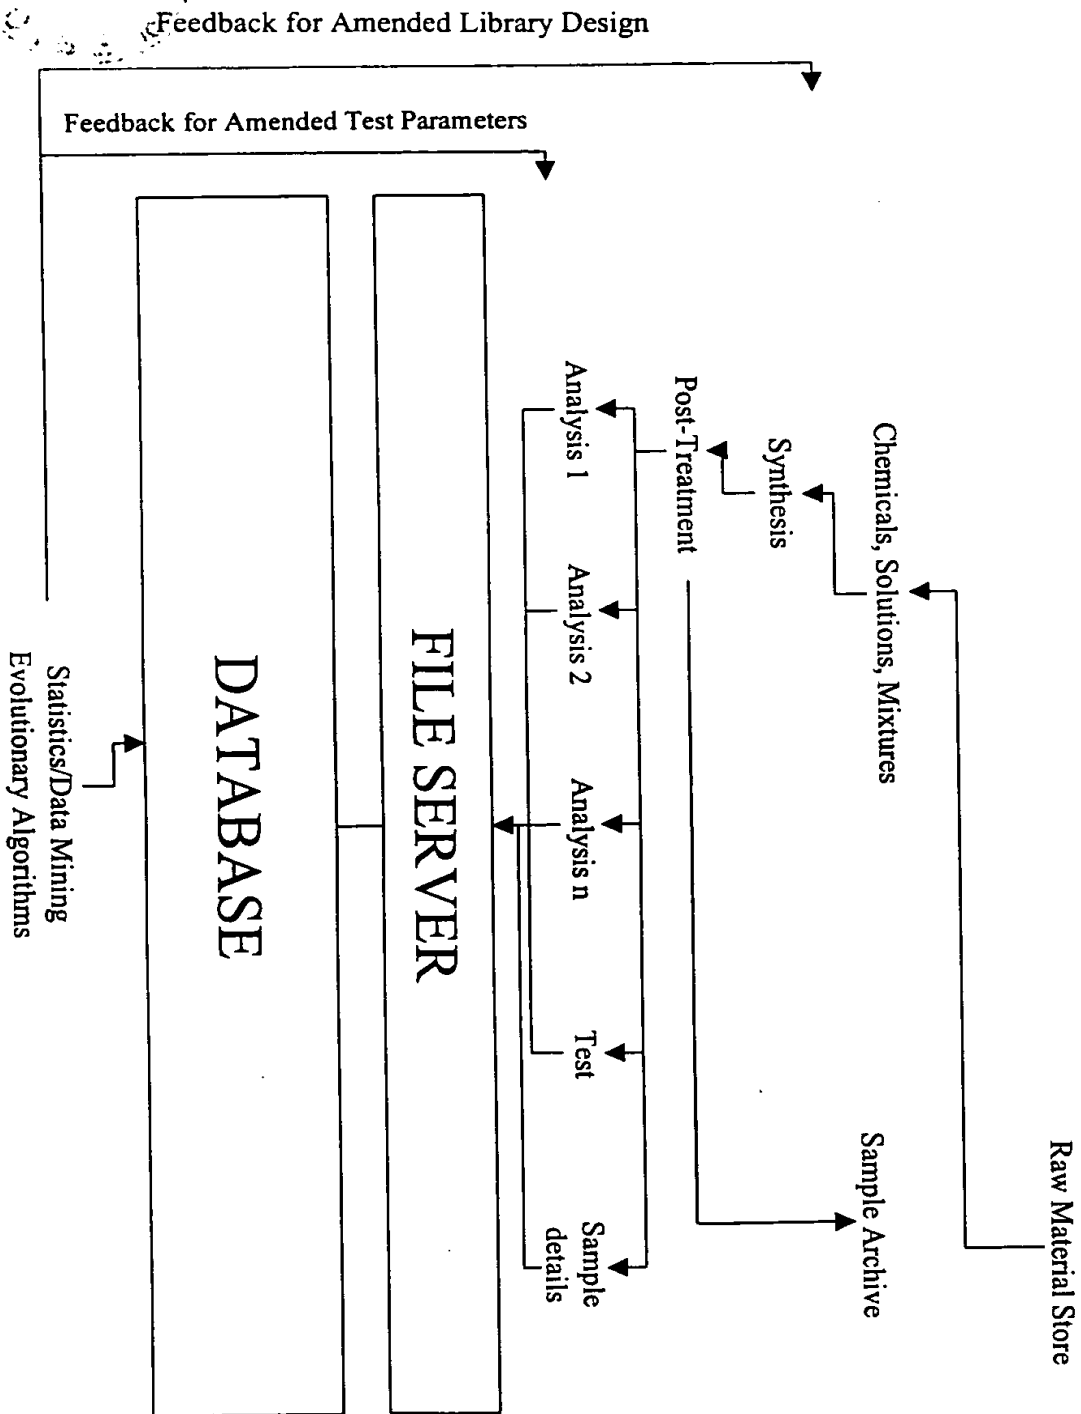 Feedback for Amended Library Design
Feedback for Amended Test Parameters
Raw Material Store
Chemicals, Solutions, Mixtures
Sample Archive
Synthesis
Post-Treatment
Analysis 1
Analysis 2
Analysis n
Test
Sample
details
FILE SERVER
DATABASE
Statistics/Data Mining
Evolutionary Algorithms